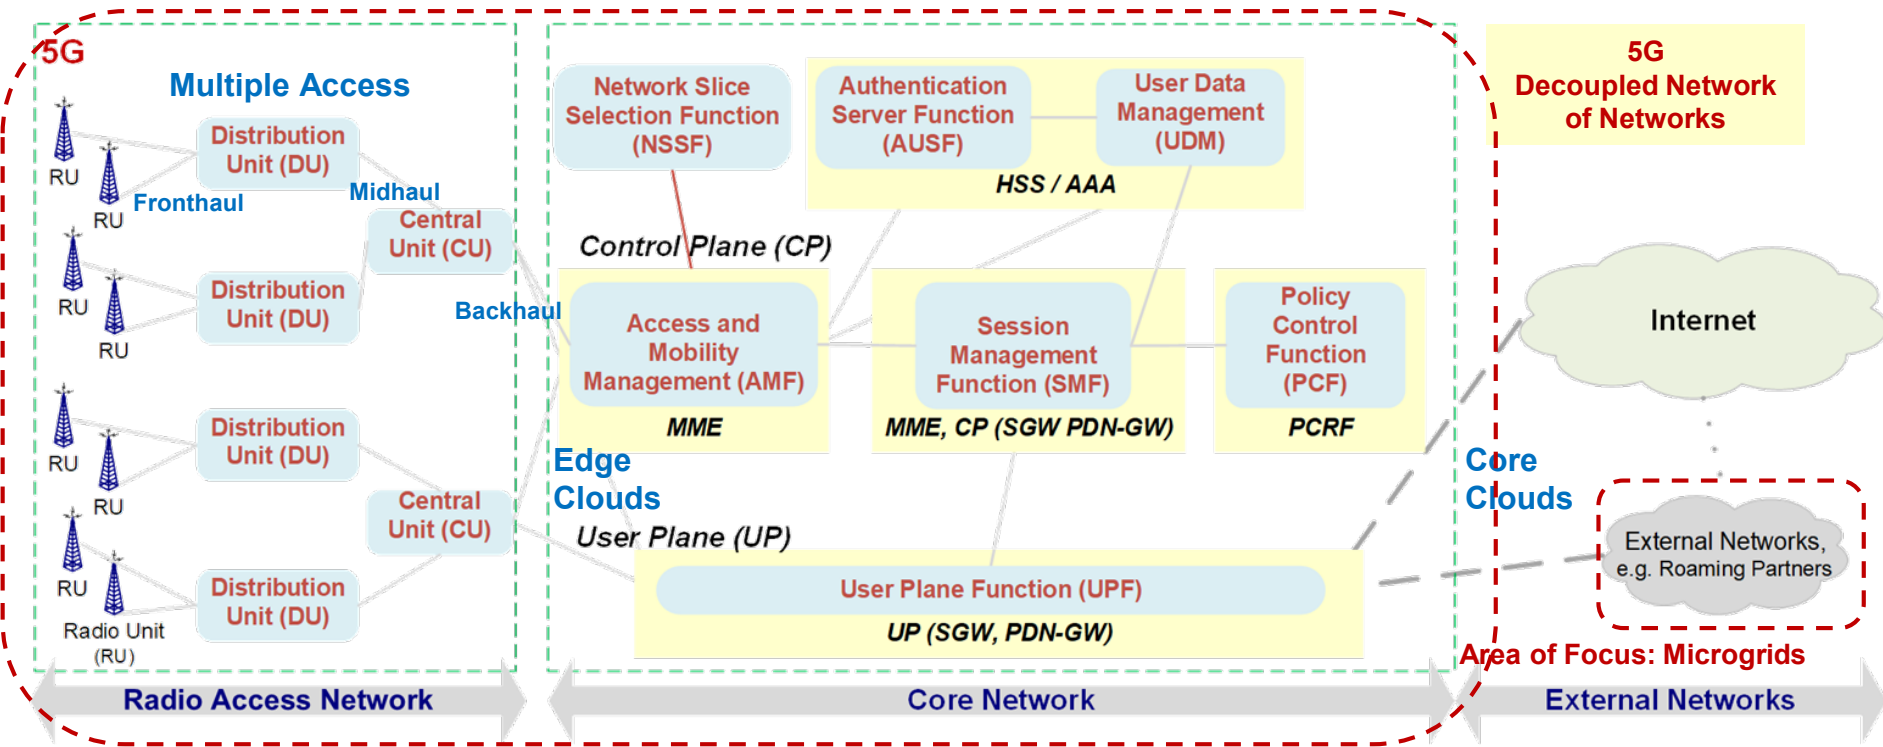 5G
Multiple Access
RU
RU
Distribution
Unit (DU)
Fronthaul
Midhaul
Central
Unit (CU)
RU
RU
Distribution
Unit (DU)
Backhaul
RU
RU
Distribution
Unit (DU)
Central
Unit (CU)
RU
Radio Unit
(RU)
Distribution
Unit (DU)
Radio Access Network
Network Slice
Selection Function
(NSSF)
Authentication
Server Function
(AUSF)
User Data
Management
(UDM)
HSS / AAA
Control Plane (CP)
Access and
Mobility
Management (AMF)
MME
Session
Management
Function (SMF)
MME, CP (SGW PDN-GW)
Policy
Control
Function
(PCF)
PCRF
Edge
Clouds
User Plane (UP)
User Plane Function (UPF)
UP (SGW, PDN-GW)
Core Network
5G
Decoupled Network
of Networks
Internet
Core
Clouds
External Networks,
e.g. Roaming Partners
Area of Focus: Microgrids
External Networks